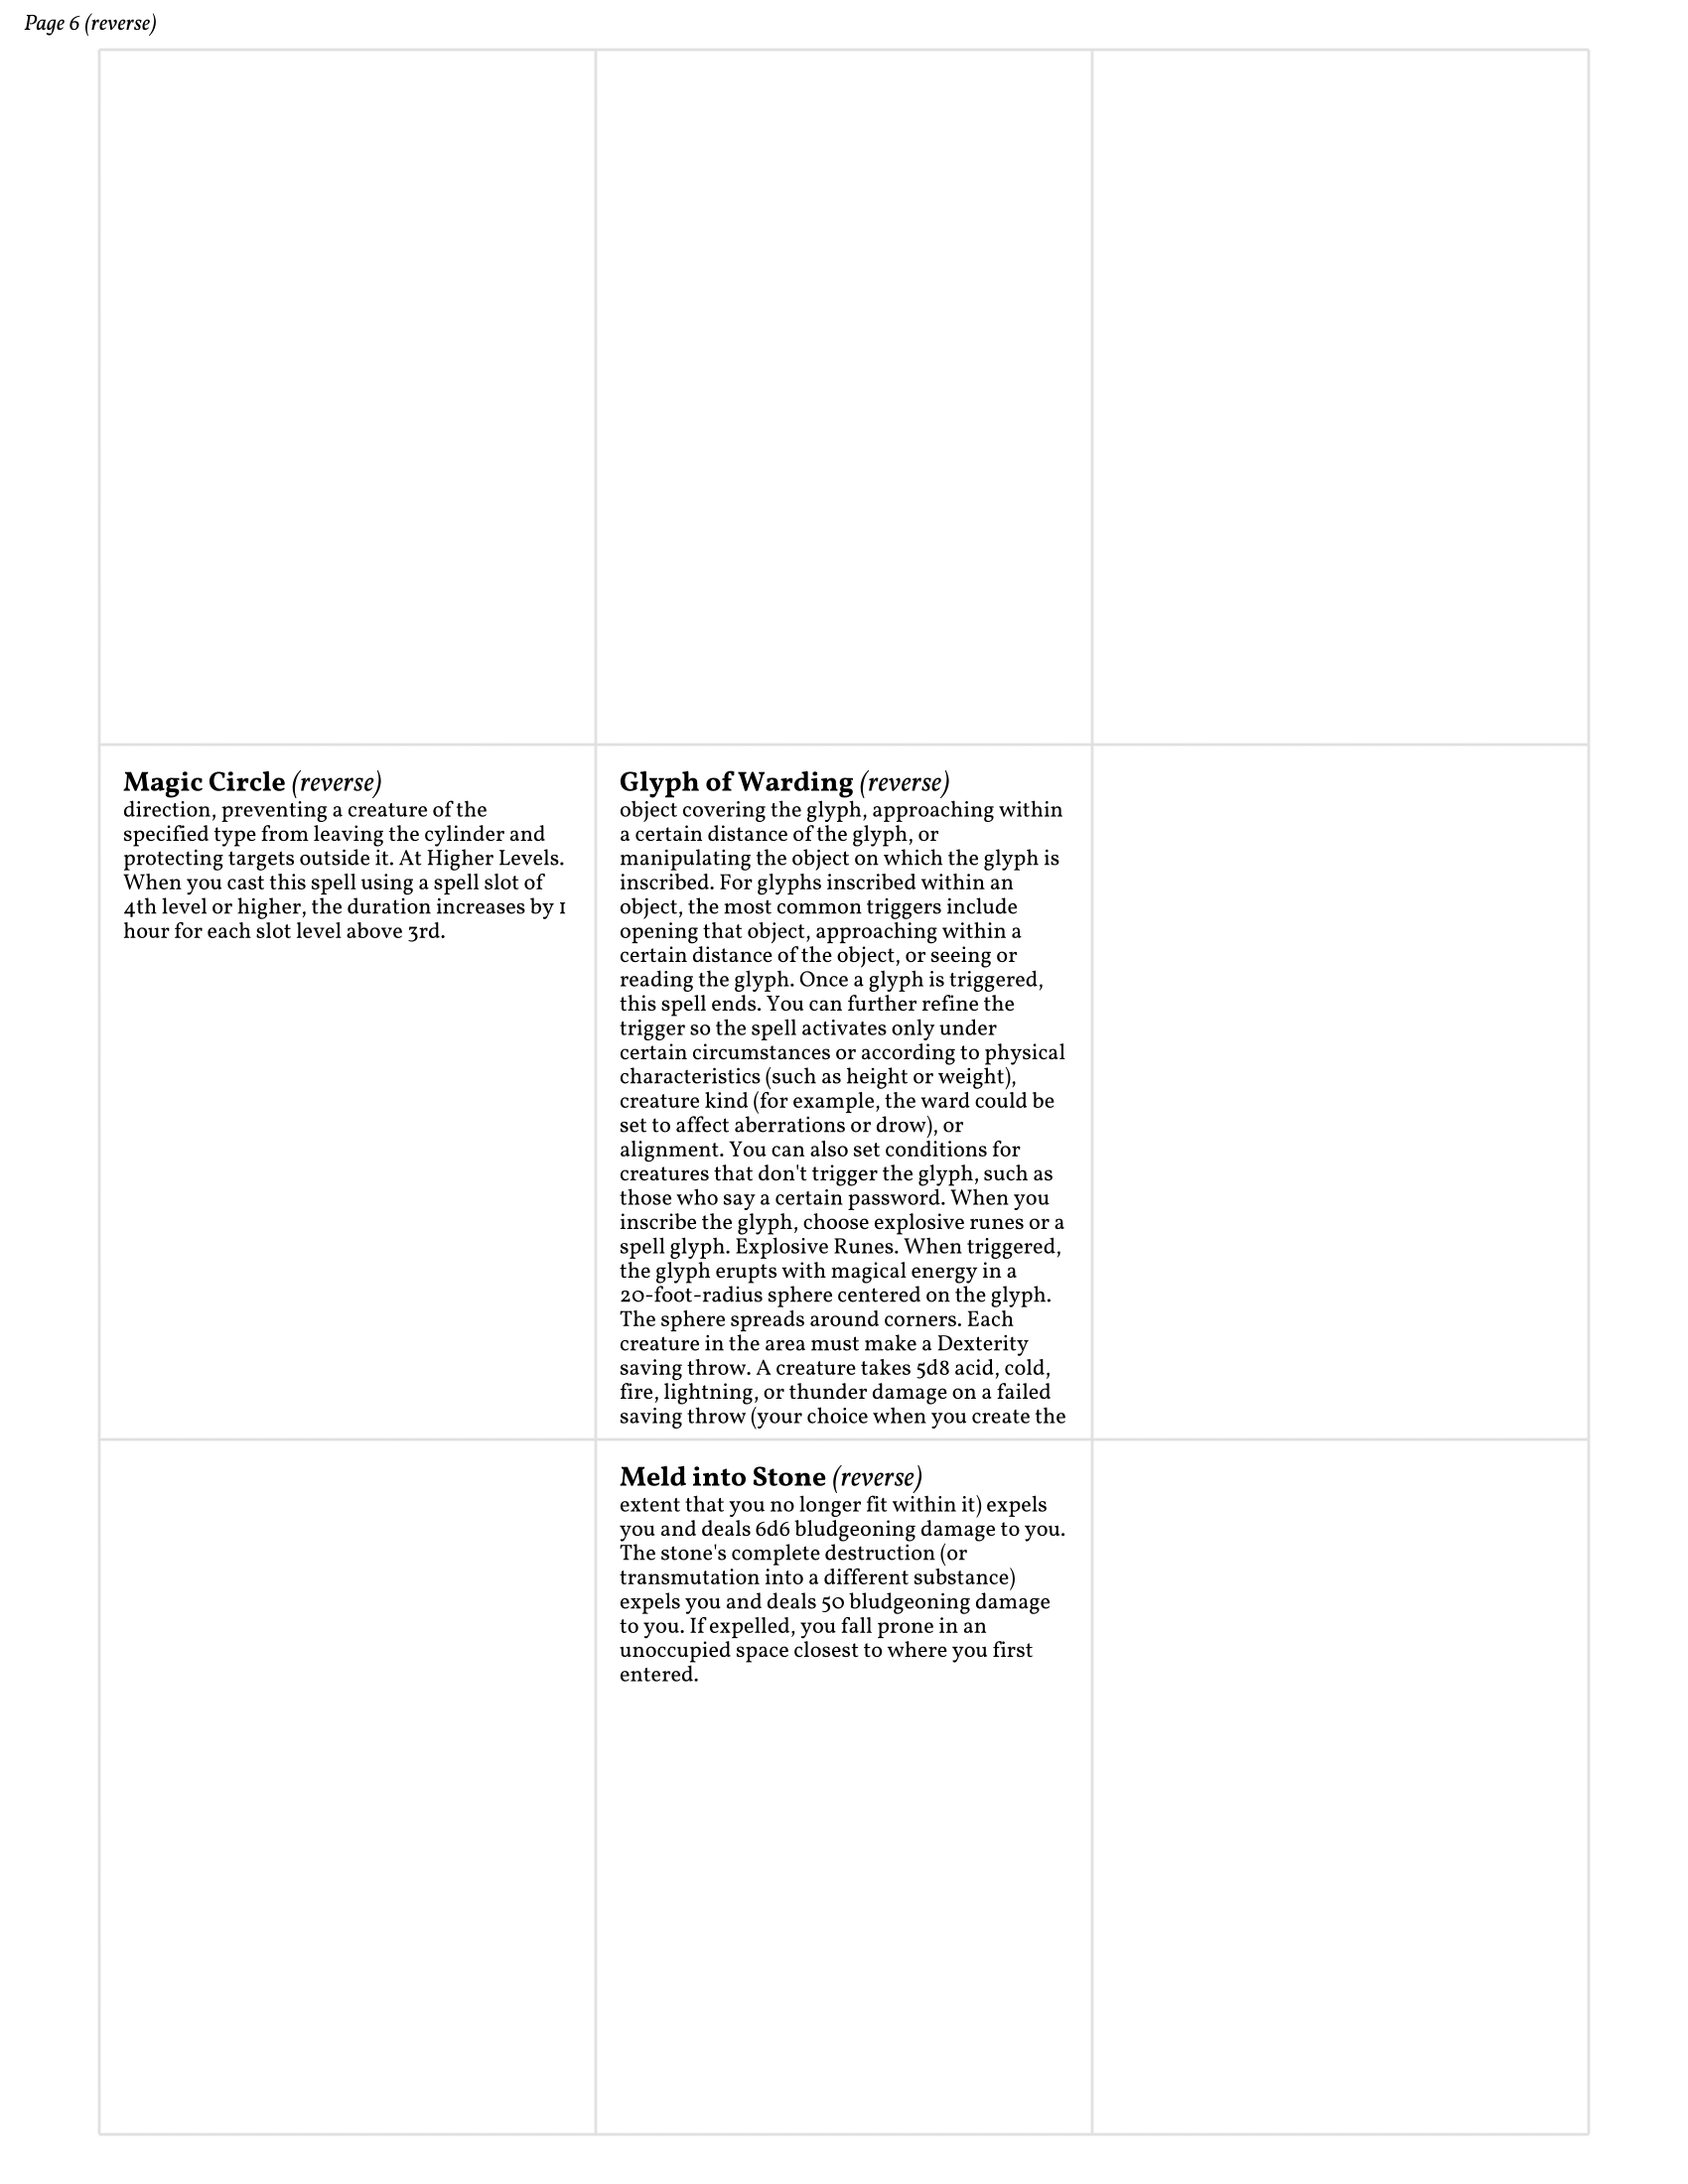 Page 6 (reverse)
Magic Circle (reverse)
direction, preventing a creature of the
specified type from leaving the cylinder and
protecting targets outside it. At Higher Levels.
When you cast this spell using a spell slot of
4th level or higher, the duration increases by 1
hour for each slot level above 3rd.
Glyph of Warding (reverse)
object covering the glyph, approaching within
a certain distance of the glyph, or
manipulating the object on which the glyph is
inscribed. For glyphs inscribed within an
object, the most common triggers include
opening that object, approaching within a
certain distance of the object, or seeing or
reading the glyph. Once a glyph is triggered,
this spell ends. You can further refine the
trigger so the spell activates only under
certain circumstances or according to physical
characteristics (such as height or weight),
creature kind (for example, the ward could be
set to affect aberrations or drow), or
alignment. You can also set conditions for
creatures that don't trigger the glyph, such as
those who say a certain password. When you
inscribe the glyph, choose explosive runes or a
spell glyph. Explosive Runes. When triggered,
the glyph erupts with magical energy in a
20-foot-radius sphere centered on the glyph.
The sphere spreads around corners. Each
creature in the area must make a Dexterity
saving throw. A creature takes 5d8 acid, cold,
fire, lightning, or thunder damage on a failed
saving throw (your choice when you create the
Meld into Stone (reverse)
extent that you no longer fit within it) expels
you and deals 6d6 bludgeoning damage to you.
The stone's complete destruction (or
transmutation into a different substance)
expels you and deals 50 bludgeoning damage
to you. If expelled, you fall prone in an
unoccupied space closest to where you first
entered.